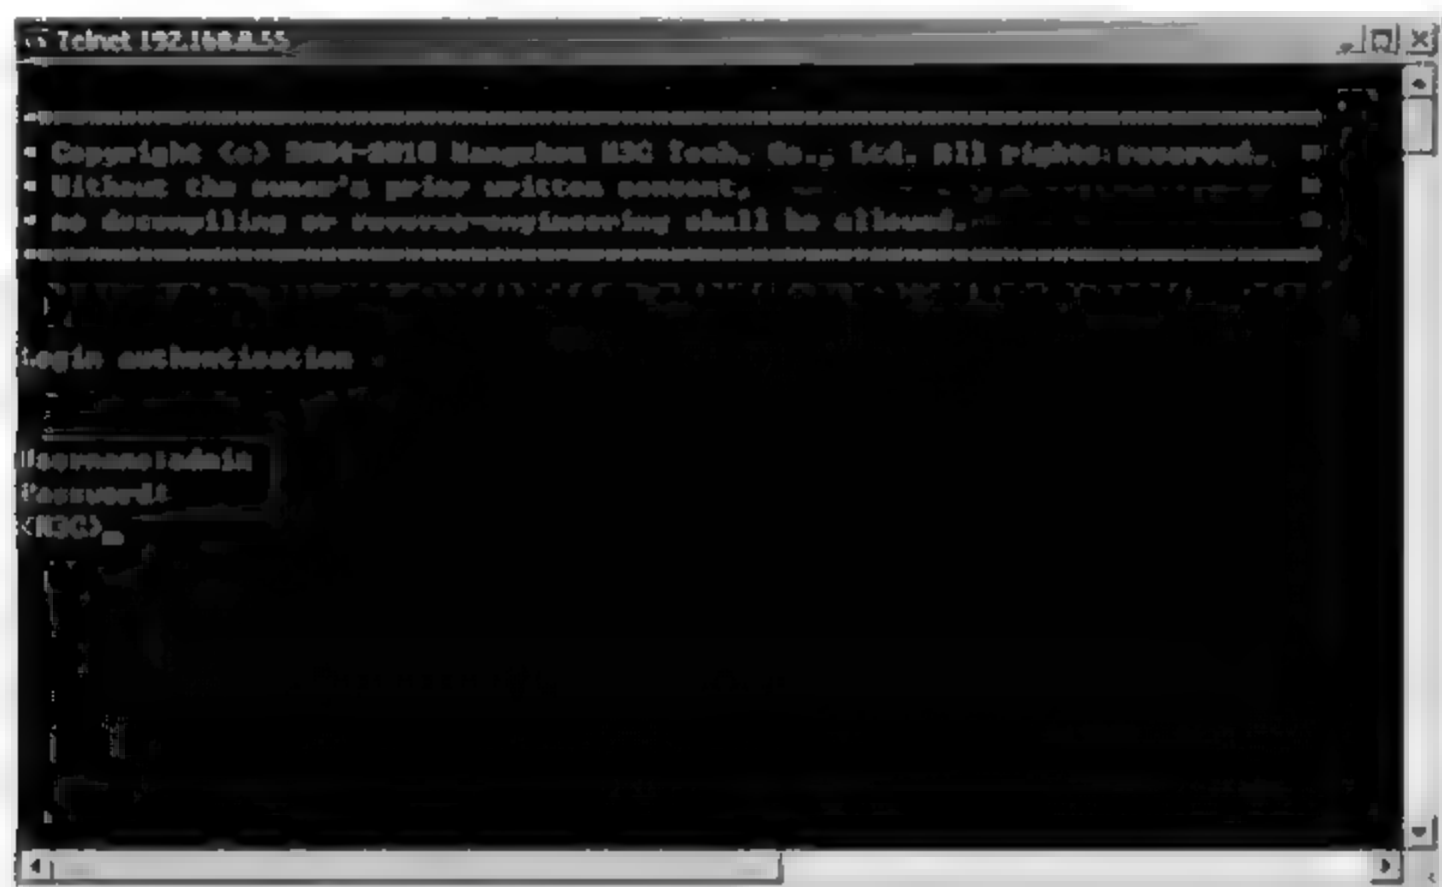 Telnet 192.168.0.55
Copyright (c) 2004-2010 Hangzhou H3C Tech. Co., Ltd. All rights reserved.
Without the owner's prior written consent,
no decompiling or reverse-engineering shall be allowed.
Login authentication
Username:admin
Password:
<H3C>